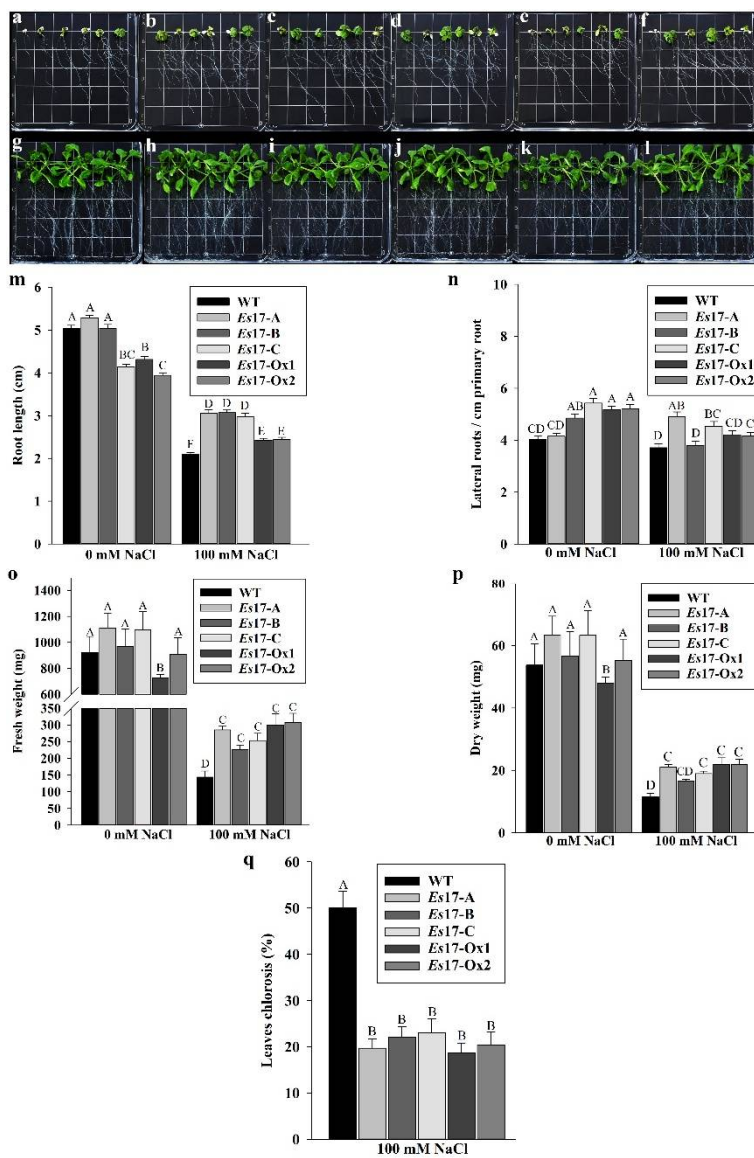 a b c d e f
g h i j k l
m
6
5
4
3
2
1
0
Root length (cm)
A A A BC B C
F D D D E E
0 mM NaCl 100 mM NaCl
WT
Es17-A
Es17-B
Es17-C
Es17-Ox1
Es17-Ox2
n
10
8
6
4
2
0
Lateral roots / cm primary root
CD CD AB A A A
D AB D BC C C
0 mM NaCl 100 mM NaCl
WT
Es17-A
Es17-B
Es17-C
Es17-Ox1
Es17-Ox2
o
1400
1200
1000
800
600
350
300
250
200
150
100
50
0
Fresh weight (mg)
A A A A B A
D C C C C C
0 mM NaCl 100 mM NaCl
WT
Es17-A
Es17-B
Es17-C
Es17-Ox1
Es17-Ox2
p
80
60
40
20
0
Dry weight (mg)
A A A A B A
D C CD C C C
0 mM NaCl 100 mM NaCl
WT
Es17-A
Es17-B
Es17-C
Es17-Ox1
Es17-Ox2
q
60
50
40
30
20
10
0
Leaves chlorosis (%)
A B B B B B
100 mM NaCl
WT
Es17-A
Es17-B
Es17-C
Es17-Ox1
Es17-Ox2